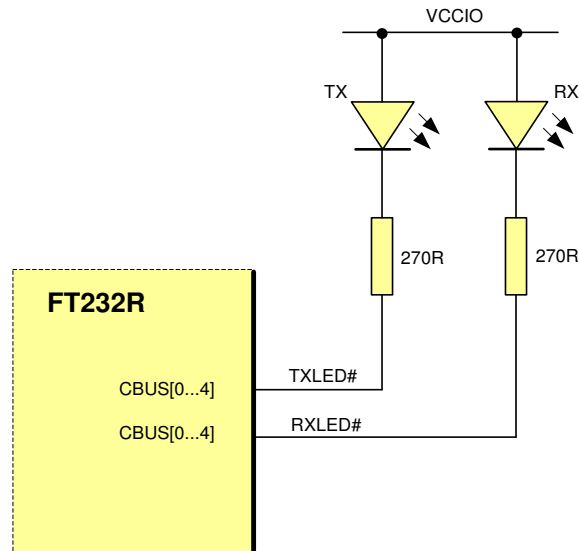 VCCIO
TX
RX
270R
270R
FT232R
TXLED#
CBUS[0...4]
RXLED#
CBUS[0...4]